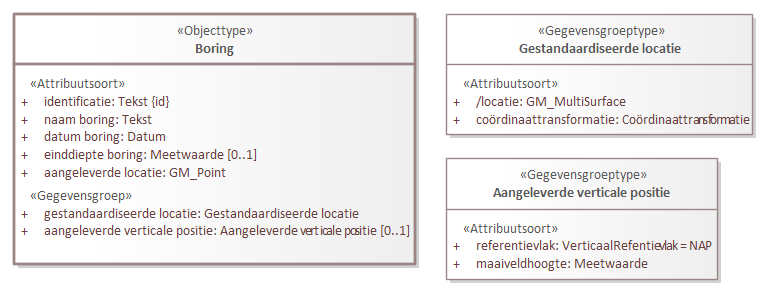 «Objecttype»
Boring
«Attribuutsoort»
+ identificatie: Tekst {id}
+ naam boring: Tekst
+ datum boring: Datum
+ einddiepte boring: Meetwaarde [0..1]
+ aangeleverde locatie: GM_Point
«Gegevensgroep»
+ gestandaardiseerde locatie: Gestandaardiseerde locatie
+ aangeleverde verticale positie: Aangeleverde verticale positie [0..1]
«Gegevensgroeptype»
Gestandaardiseerde locatie
«Attribuutsoort»
+ /locatie: GM_MultiSurface
+ coördinaattransformatie: Coördinaattransformatie
«Gegevensgroeptype»
Aangeleverde verticale positie
«Attribuutsoort»
+ referentievlak: VerticaalRefentievlak = NAP
+ maaiveldhoogte: Meetwaarde